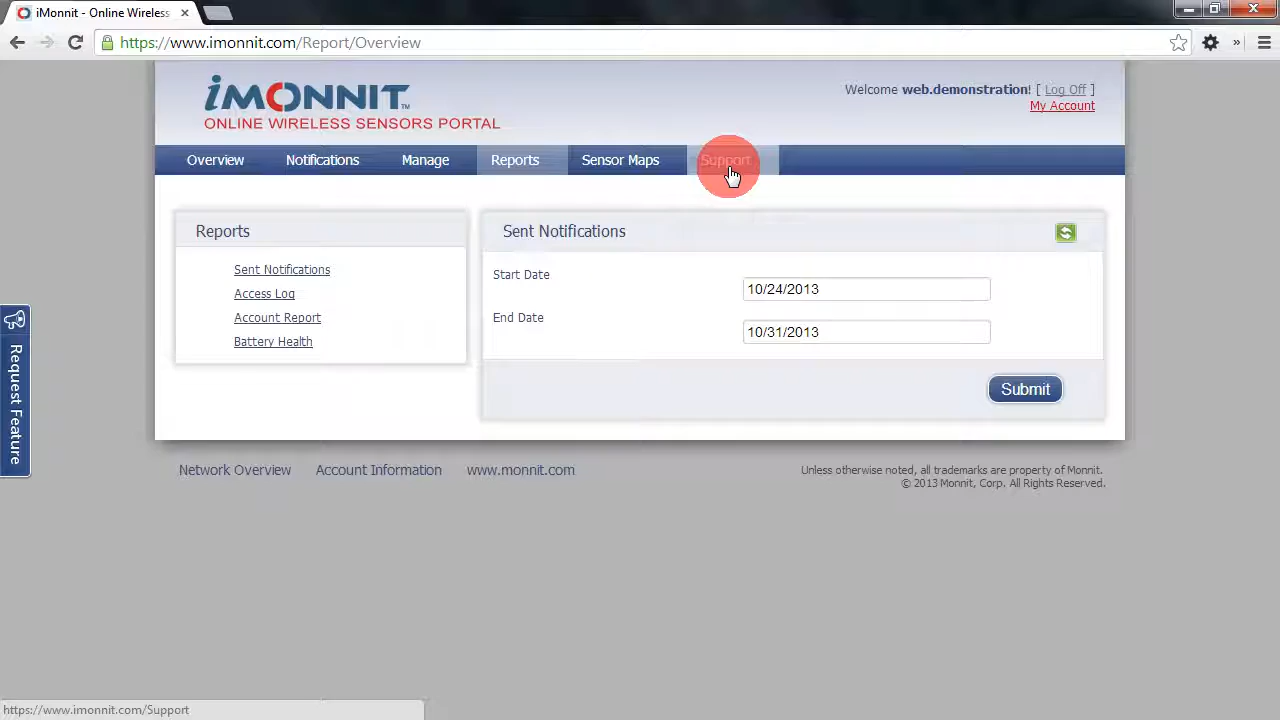 iMonnit - Online Wireless
https://www.imonnit.com/Report/Overview
iMONNIT™
ONLINE WIRELESS SENSORS PORTAL
Welcome web.demonstration! [ Log Off ]
My Account
Overview Notifications Manage Reports Sensor Maps Support
Reports
Sent Notifications
Access Log
Account Report
Battery Health
Sent Notifications
Start Date
10/24/2013
End Date
10/31/2013
Submit
Request Feature
Network Overview Account Information www.monnit.com
Unless otherwise noted, all trademarks are property of Monnit.
© 2013 Monnit, Corp. All Rights Reserved.
https://www.imonnit.com/Support